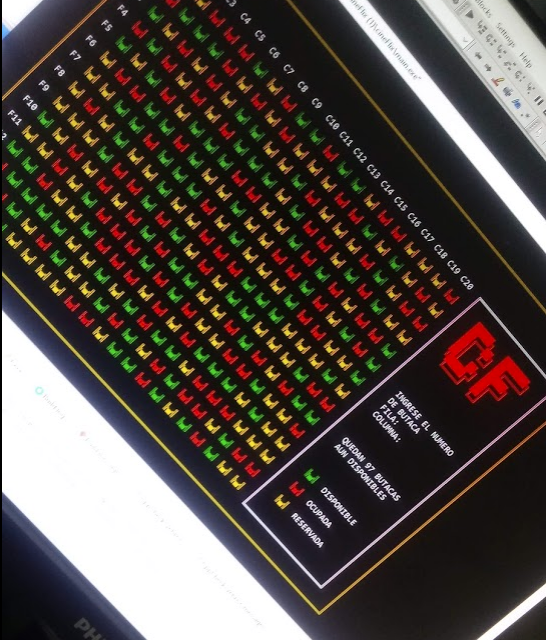 Settings
Help
C3 C4 C5 C6 C7 C8 C9 C10 C11 C12 C13 C14 C15 C16 C17 C18 C19 C20
F4
F5
F6
F7
F8
F9
F10
F11
CF
INGRESE EL NUMERO
DE BUTACA
FILA:
COLUMNA:
QUEDAN 97 BUTACAS
AUN DISPONIBLES
DISPONIBLE
OCUPADA
RESERVADA